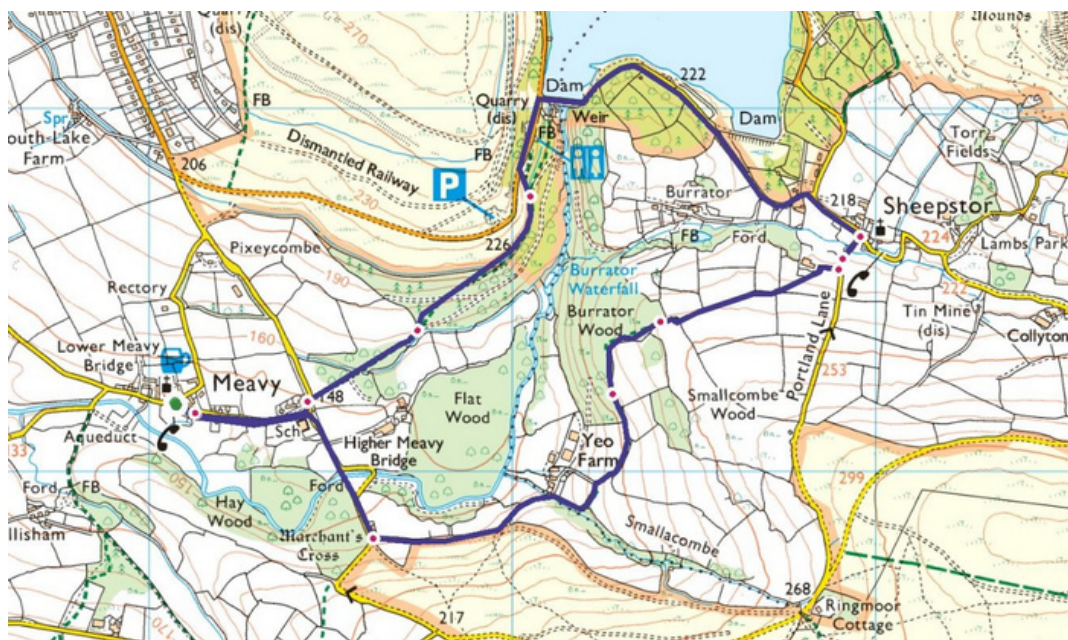 Quarry
(dis)
270
Mounds
FB
Spr
outh-Lake
Farm
206
Dismantled Railway
FB
P
230
Quarry
(dis)
Dam
FB
Weir
222
Dam
Torr
Fields
Burrator
218
Sheepstor
224
Lambs Park
FB
Ford
222
226
Pixeycombe
190
Burrator
Waterfall
Burrator
Wood
Tin Mine
(dis)
Collyton
Rectory
160
Lower Meavy
Bridge
Meavy
148
Sch
Flat
Wood
Portland Lane
253
Smallcombe
Wood
Aqueduct
Higher Meavy
Bridge
Yeo
Farm
33
150
Ford
FB
Hay
Wood
Ford
299
llisham
Marchant's
Cross
Smallacombe
170
217
268
Ringmoor
Cottage